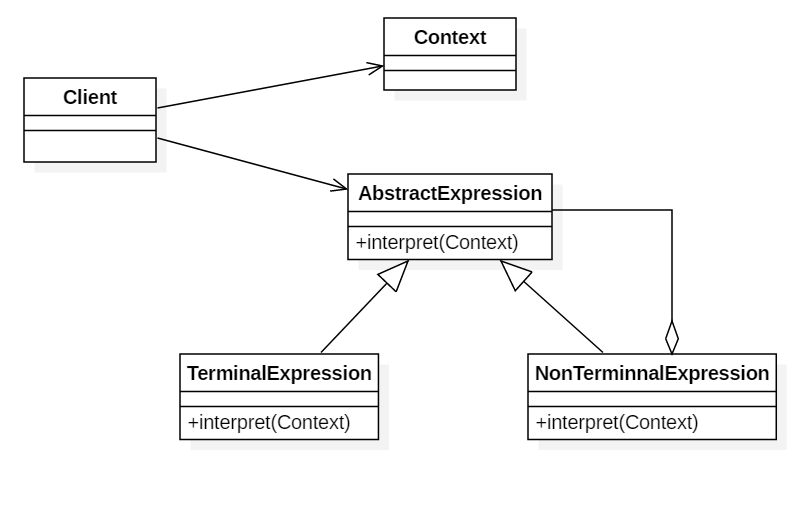 Context
Client
AbstractExpression
+interpret(Context)
TerminalExpression
+interpret(Context)
NonTerminnalExpression
+interpret(Context)